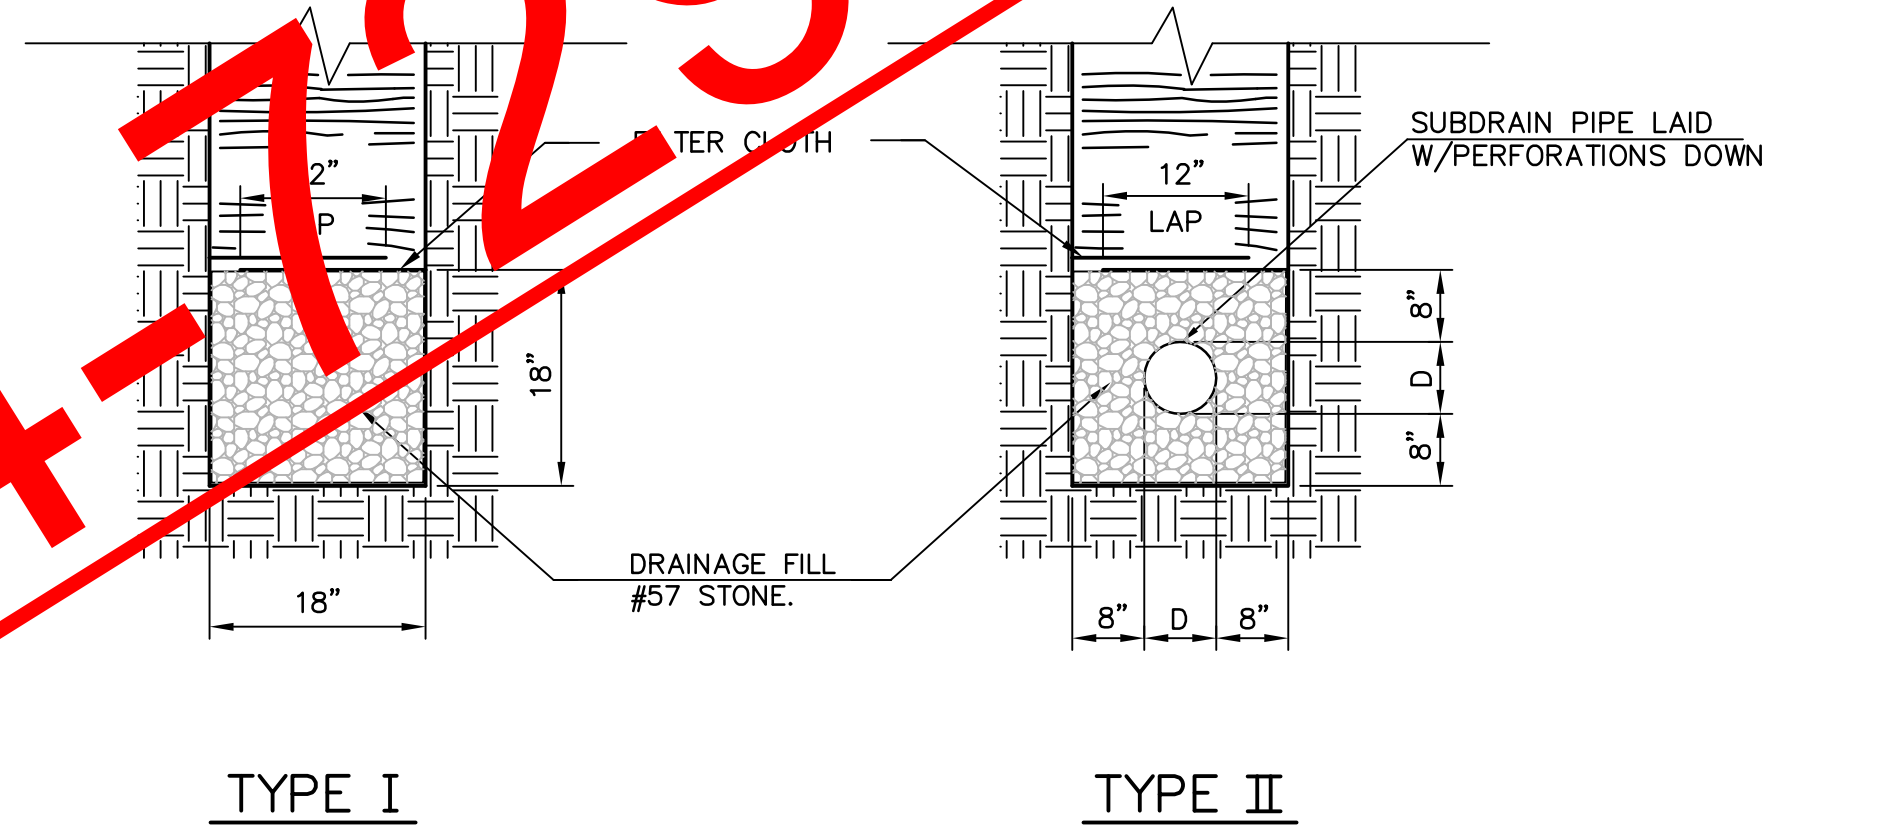 SUBDRAIN PIPE LAID
W/PERFORATIONS DOWN
12”
LAP
18”
8”
D
8”
DRAINAGE FILL
#57 STONE.
18”
8”
D
8”
TYPE I
TYPE II